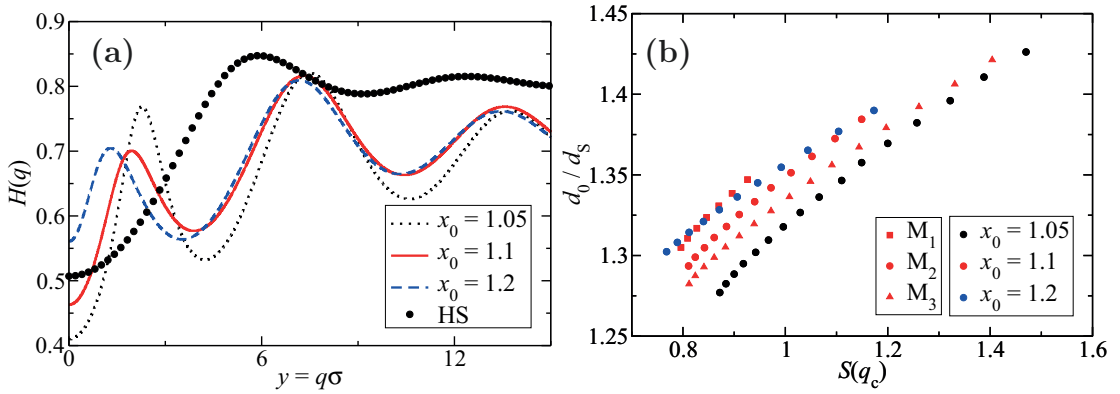 (a)
0.9
0.8
0.7
0.6
0.5
0.4
H(q)
0
6
12
y = qσ
x₀ = 1.05
x₀ = 1.1
x₀ = 1.2
HS
(b)
1.45
1.4
1.35
1.3
1.25
d₀ / dₛ
0.8
1
1.2
1.4
1.6
S(q_c)
M₁
M₂
M₃
x₀ = 1.05
x₀ = 1.1
x₀ = 1.2